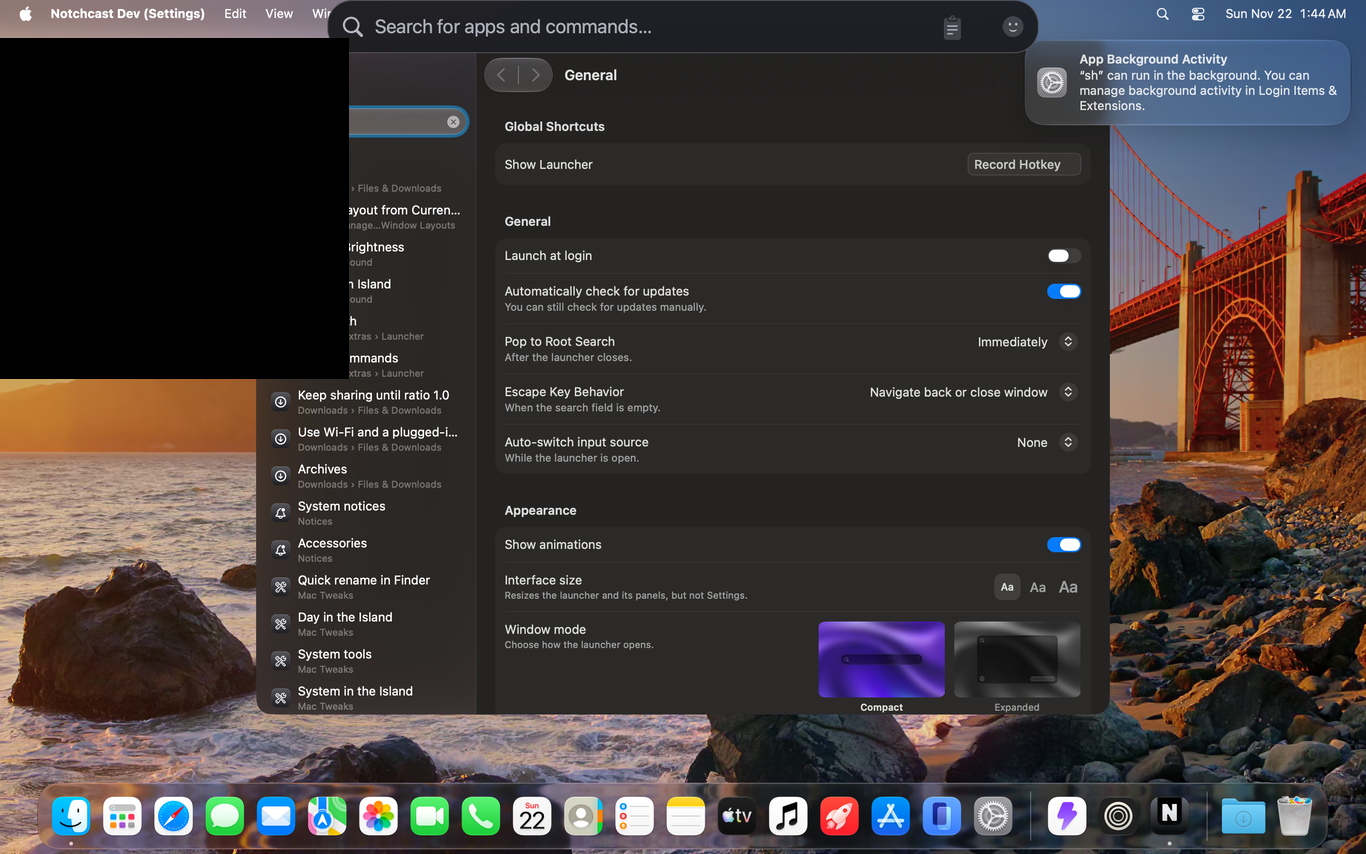 Notchcast Dev (Settings) Edit View
Search for apps and commands...
Sun Nov 22 1:44 AM
App Background Activity
“sh” can run in the background. You can
manage background activity in Login Items &
Extensions.
General
› Files & Downloads
ayout from Curren...
nage...Window Layouts
Brightness
ound
n Island
ound
th
xtras › Launcher
mmands
xtras › Launcher
Keep sharing until ratio 1.0
Downloads › Files & Downloads
Use Wi-Fi and a plugged-i...
Downloads › Files & Downloads
Archives
Downloads › Files & Downloads
System notices
Notices
Accessories
Notices
Quick rename in Finder
Mac Tweaks
Day in the Island
Mac Tweaks
System tools
Mac Tweaks
System in the Island
Mac Tweaks
Global Shortcuts
Show Launcher
Record Hotkey
General
Launch at login
Automatically check for updates
You can still check for updates manually.
Pop to Root Search
After the launcher closes.
Immediately
Escape Key Behavior
When the search field is empty.
Navigate back or close window
Auto-switch input source
While the launcher is open.
None
Appearance
Show animations
Interface size
Resizes the launcher and its panels, but not Settings.
Aa Aa Aa
Window mode
Choose how the launcher opens.
Compact
Expanded
Sun
22
tv
N